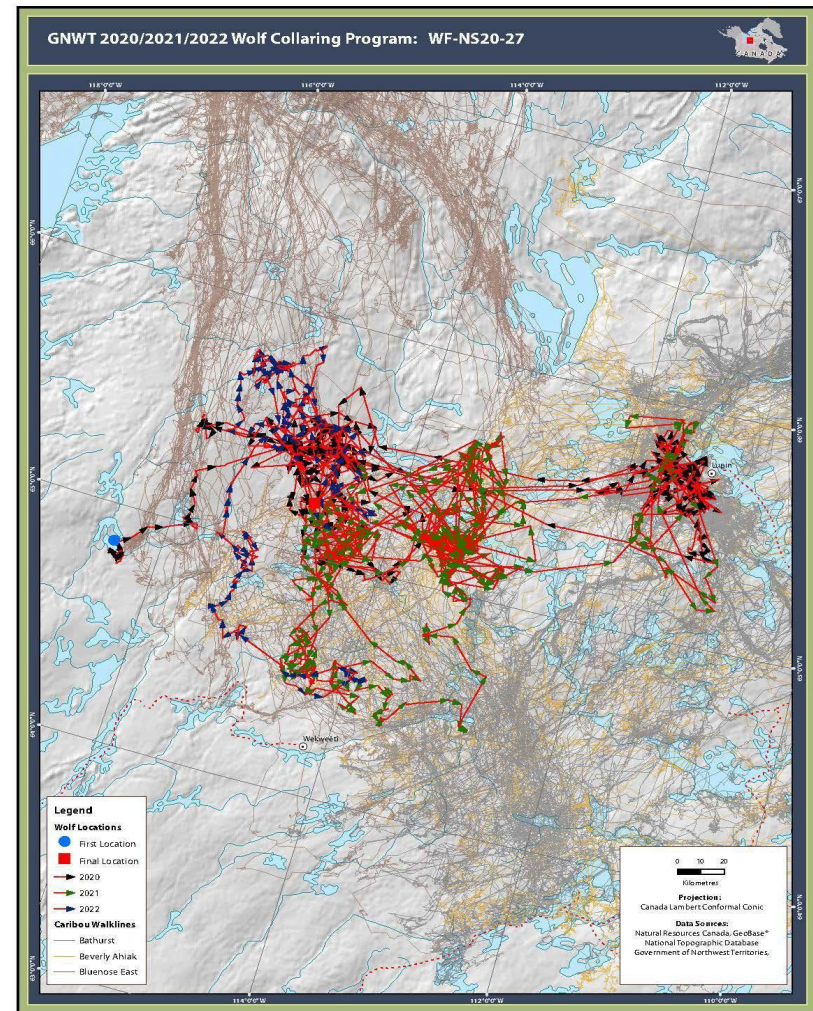 GNWT 2020/2021/2022 Wolf Collaring Program: WF-NS20-27
CANADA
116°0'0"W
114°0'0"W
112°0'0"W
Lupin
Wekweètì
Legend
Wolf Locations
First Location
Final Location
2020
2021
2022
Caribou Walklines
Bathurst
Beverly Ahiak
Bluenose East
0 10 20
Kilometres
Projection:
Canada Lambert Conformal Conic
Data Sources:
Natural Resources Canada, GeoBase®
National Topographic Database
Government of Northwest Territories,
114°0'0"W
112°0'0"W
110°0'0"W